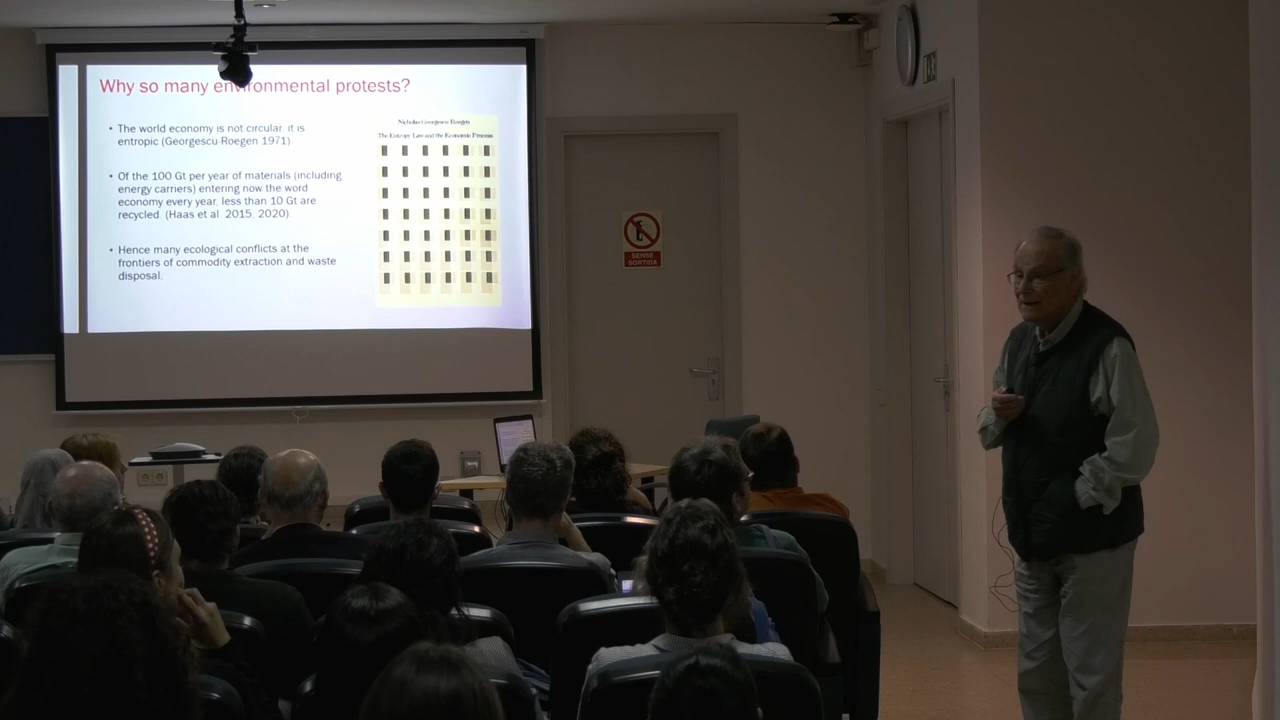 Why so many environmental protests?
• The world economy is not circular, it is
entropic (Georgescu-Roegen 1971)
• Of the 100 Gt per year of materials (including
energy carriers) entering now the word
economy every year, less than 10 Gt are
recycled. (Haas et al. 2015, 2020).
• Hence many ecological conflicts at the
frontiers of commodity extraction and waste
disposal.
Nicholas Georgescu-Roegen
The Entropy Law and the Economic Process
SENSE
SORTIDA